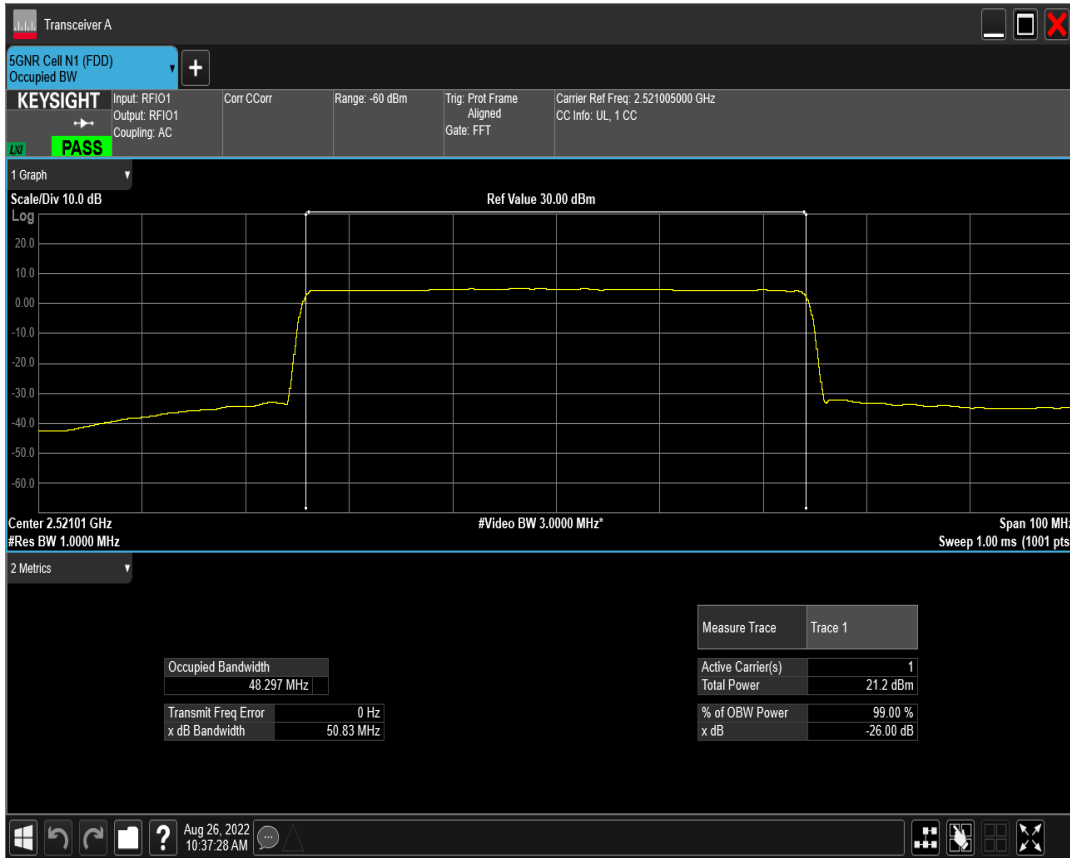 Transceiver A
5GNR Cell N1 (FDD)
Occupied BW
+
KEYSIGHT
LXI
PASS
Input: RFIO1
Output: RFIO1
Coupling: AC
Corr CCorr
Range: -60 dBm
Trig: Prot Frame
Aligned
Gate: FFT
Carrier Ref Freq: 2.521005000 GHz
CC Info: UL, 1 CC
1 Graph
Scale/Div 10.0 dB
Ref Value 30.00 dBm
Log
20.0
10.0
0.00
-10.0
-20.0
-30.0
-40.0
-50.0
-60.0
Center 2.52101 GHz
#Video BW 3.0000 MHz*
Span 100 MHz
#Res BW 1.0000 MHz
Sweep 1.00 ms (1001 pts
2 Metrics
Measure Trace Trace 1
Occupied Bandwidth
48.297 MHz
Active Carrier(s) 1
Total Power 21.2 dBm
Transmit Freq Error 0 Hz
x dB Bandwidth 50.83 MHz
% of OBW Power 99.00 %
x dB -26.00 dB
?
Aug 26, 2022
10:37:28 AM